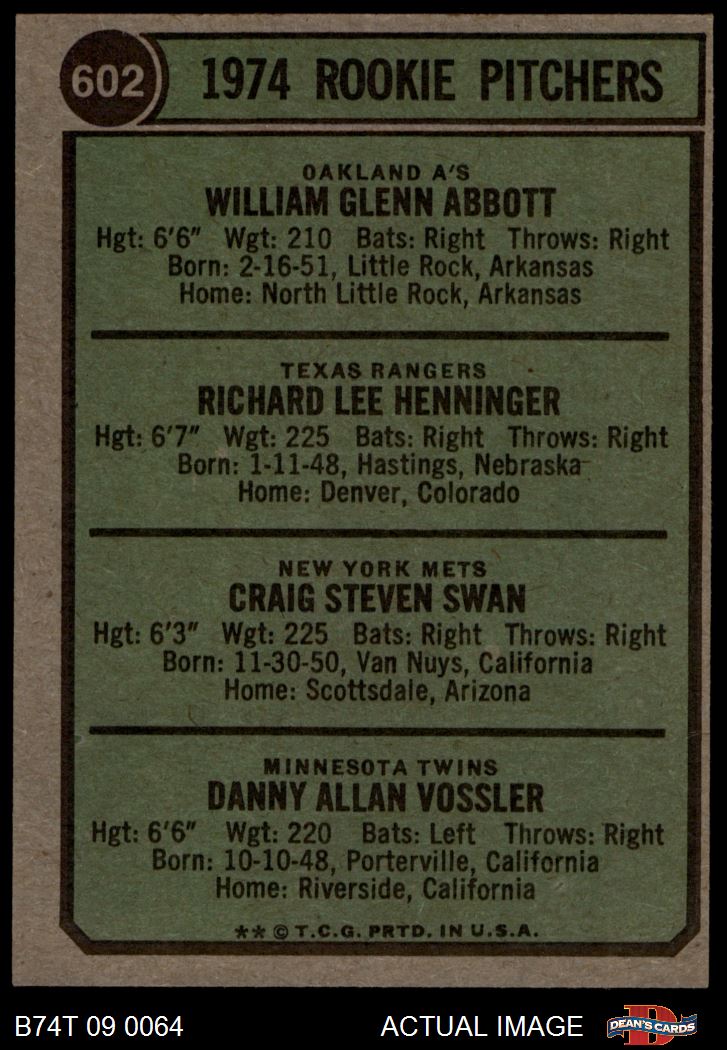 602
1974 ROOKIE PITCHERS
OAKLAND A'S
WILLIAM GLENN ABBOTT
Hgt: 6'6" Wgt: 210 Bats: Right Throws: Right
Born: 2-16-51, Little Rock, Arkansas
Home: North Little Rock, Arkansas
TEXAS RANGERS
RICHARD LEE HENNINGER
Hgt: 6'7" Wgt: 225 Bats: Right Throws: Right
Born: 1-11-48, Hastings, Nebraska
Home: Denver, Colorado
NEW YORK METS
CRAIG STEVEN SWAN
Hgt: 6'3" Wgt: 225 Bats: Right Throws: Right
Born: 11-30-50, Van Nuys, California
Home: Scottsdale, Arizona
MINNESOTA TWINS
DANNY ALLAN VOSSLER
Hgt: 6'6" Wgt: 220 Bats: Left Throws: Right
Born: 10-10-48, Porterville, California
Home: Riverside, California
** © T.C.G. PRTD. IN U.S.A.
B74T 09 0064 ACTUAL IMAGE
D
DEAN'S CARDS